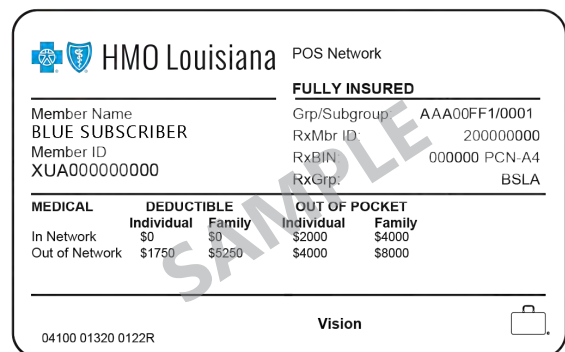 HMO Louisiana
POS Network
FULLY INSURED
Member Name
BLUE SUBSCRIBER
Member ID
XUA000000000
Grp/Subgroup: AAA00FF1/0001
RxMbr ID: 200000000
RxBIN: 000000 PCN-A4
RxGrp: BSLA
MEDICAL DEDUCTIBLE OUT OF POCKET
Individual Family Individual Family
In Network $0 $0 $2000 $4000
Out of Network $1750 $5250 $4000 $8000
SAMPLE
Vision
04100 01320 0122R